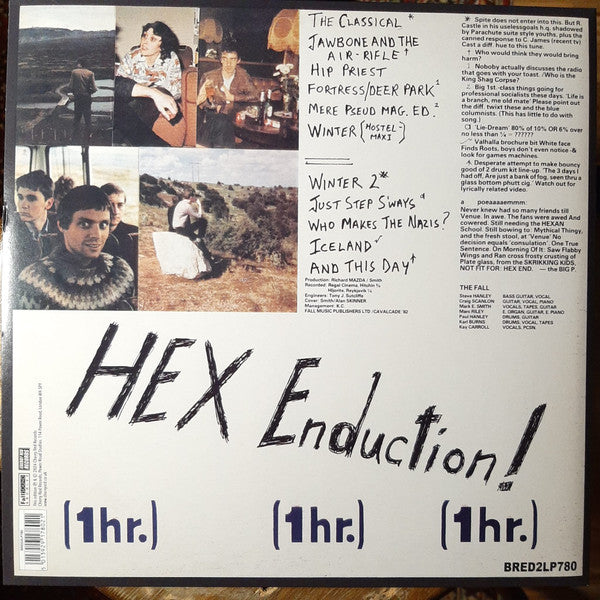 THE CLASSICAL *
JAWBONE AND THE
AIR-RIFLE †
HIP PRIEST
FORTRESS/DEER PARK 1
MERE PSEUD MAG. ED. 2
WINTER (HOSTEL-
MAXI)
WINTER 2 *
JUST STEP S'WAYS
WHO MAKES THE NAZIS?
ICELAND
AND THIS DAY †
Production: Richard MAZDA / Smith
Recorded: Regal Cinema, Hitchin ¾
Hljorite, Reykjavik ¼
Engineers: Tony J. Sutcliffe
Cover: Smith/Alan SKINNER
Management: K.C.
FALL MUSIC PUBLISHERS LTD /CAVALCADE '82
* Spite does not enter into this. But R.
Castle in his uselessgoals h.q. shadowed
by Parachute suite style youths, plus the
canned response to C. James (recent tv)
Cast a diff. hue to this tune.
† Who would think they would bring
harm?
1 Noboby actually discusses the radio
that goes with your toast. /Who is the
King Shag Corpse?
2. Big 1st.-class things going for
professional socialists these days: 'Life is
a branch, me old mate' Please point out
the diff. twixt these and the blue
columnists. (This has little to do with
song.)
'Lie-Dream' 80% of 10% OR 6% over
no less than ¼ – ??????
Valhalla brochure bit White face
Finds Roots, boys don't even notice -&
look for games machines.
4. Desperate attempt to make bouncy
good of 2 drum kit line-up. 'The 3 days I
had off, Are just a bank of fog, seen thru a
glass bottom phutt cig.' Watch out for
lyrically related video.
a poeaaaaemmm.
Never knew had so many friends till
Venue. In awe. The fans were awed And
cowered. Still needing the HEXAN
School. Still bowing to: Mythical Thingy,
and the fresh stool, at 'Venue' No
decision equals 'consulation'. One True
Sentence. On Morning Of It: Saw Flabby
Wings and Ran cross frosty crusting of
Plate glass, from the SKRIKKING KIDS.
NOT FIT FOR: HEX END. — the BIG P.
THE FALL
Steve HANLEY BASS GUITAR, VOCAL
Craig SCANLON GUITAR, VOCAL, PIANO
Mark E. SMITH VOCALS, TAPES, GUITAR
Marc RILEY E. ORGAN, GUITAR, E. PIANO
Paul HANLEY DRUMS, GUITAR
Karl BURNS DRUMS, VOCAL, TAPES
Kay CARROLL VOCALS, PCSN.
HEX Enduction!
(1hr.) (1hr.) (1hr.)
BRED2LP780